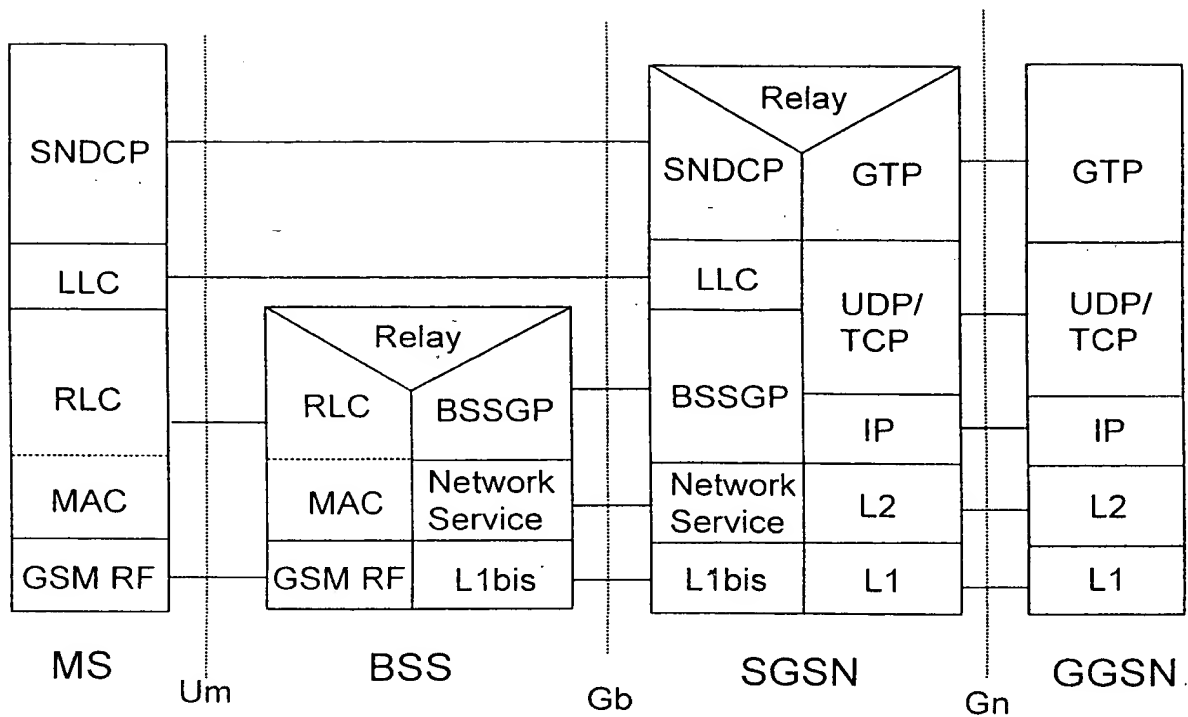 SNDCP
LLC
RLC
MAC
GSM RF
MS
Um
Relay
RLC
BSSGP
MAC
Network
Service
GSM RF
L1bis
BSS
Gb
Relay
SNDCP
GTP
LLC
UDP/
TCP
BSSGP
IP
Network
Service
L2
L1bis
L1
SGSN
Gn
GTP
UDP/
TCP
IP
L2
L1
GGSN